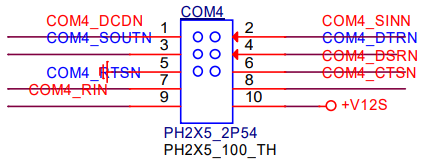 COM4
COM4_DCDN 1 2 COM4_SINN
COM4_SOUTN 3 4 COM4_DTRN
5 6 COM4_DSRN
COM4_RTSN 7 8 COM4_CTSN
COM4_RIN 9 10 +V12S
PH2X5_2P54
PH2X5_100_TH